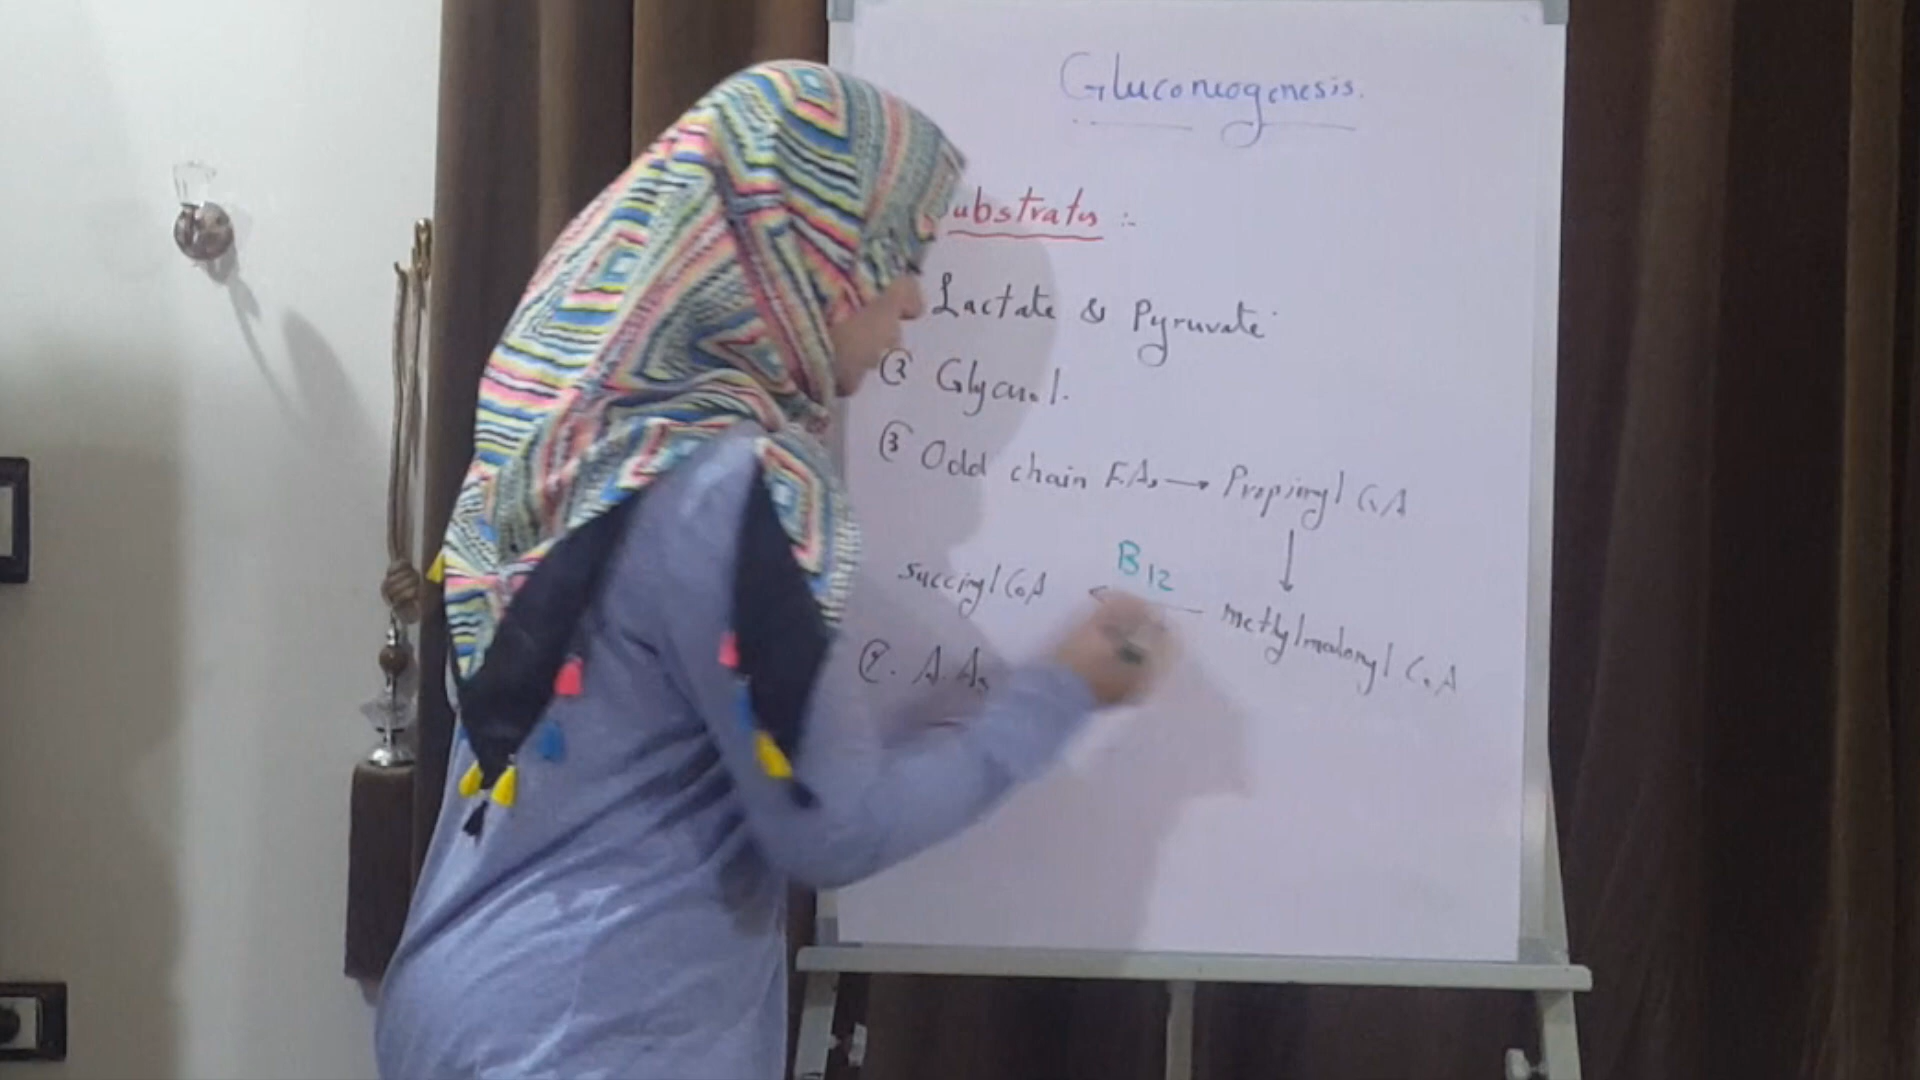 Gluconeogenesis.
ubstrates :-
Lactate & Pyruvate
② Glycerol.
③ Odd chain F.As → Propionyl CoA
↓
succinyl CoA ← B12 methylmalonyl CoA
④. A.As